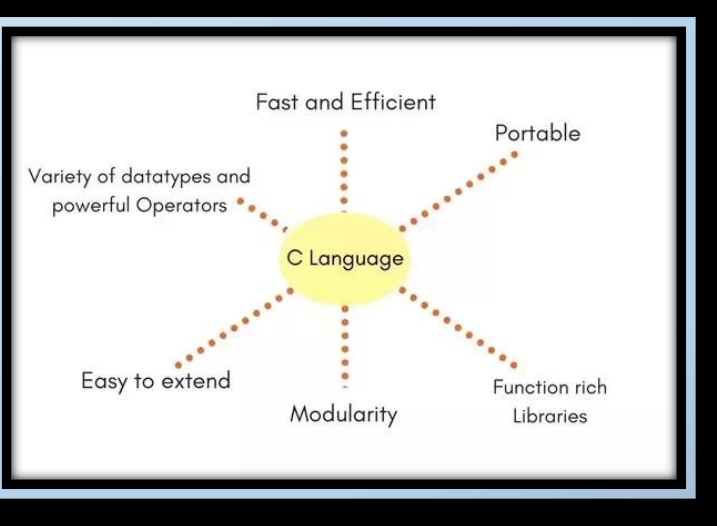 Fast and Efficient
Portable
Variety of datatypes and
powerful Operators
C Language
Easy to extend
Modularity
Function rich
Libraries